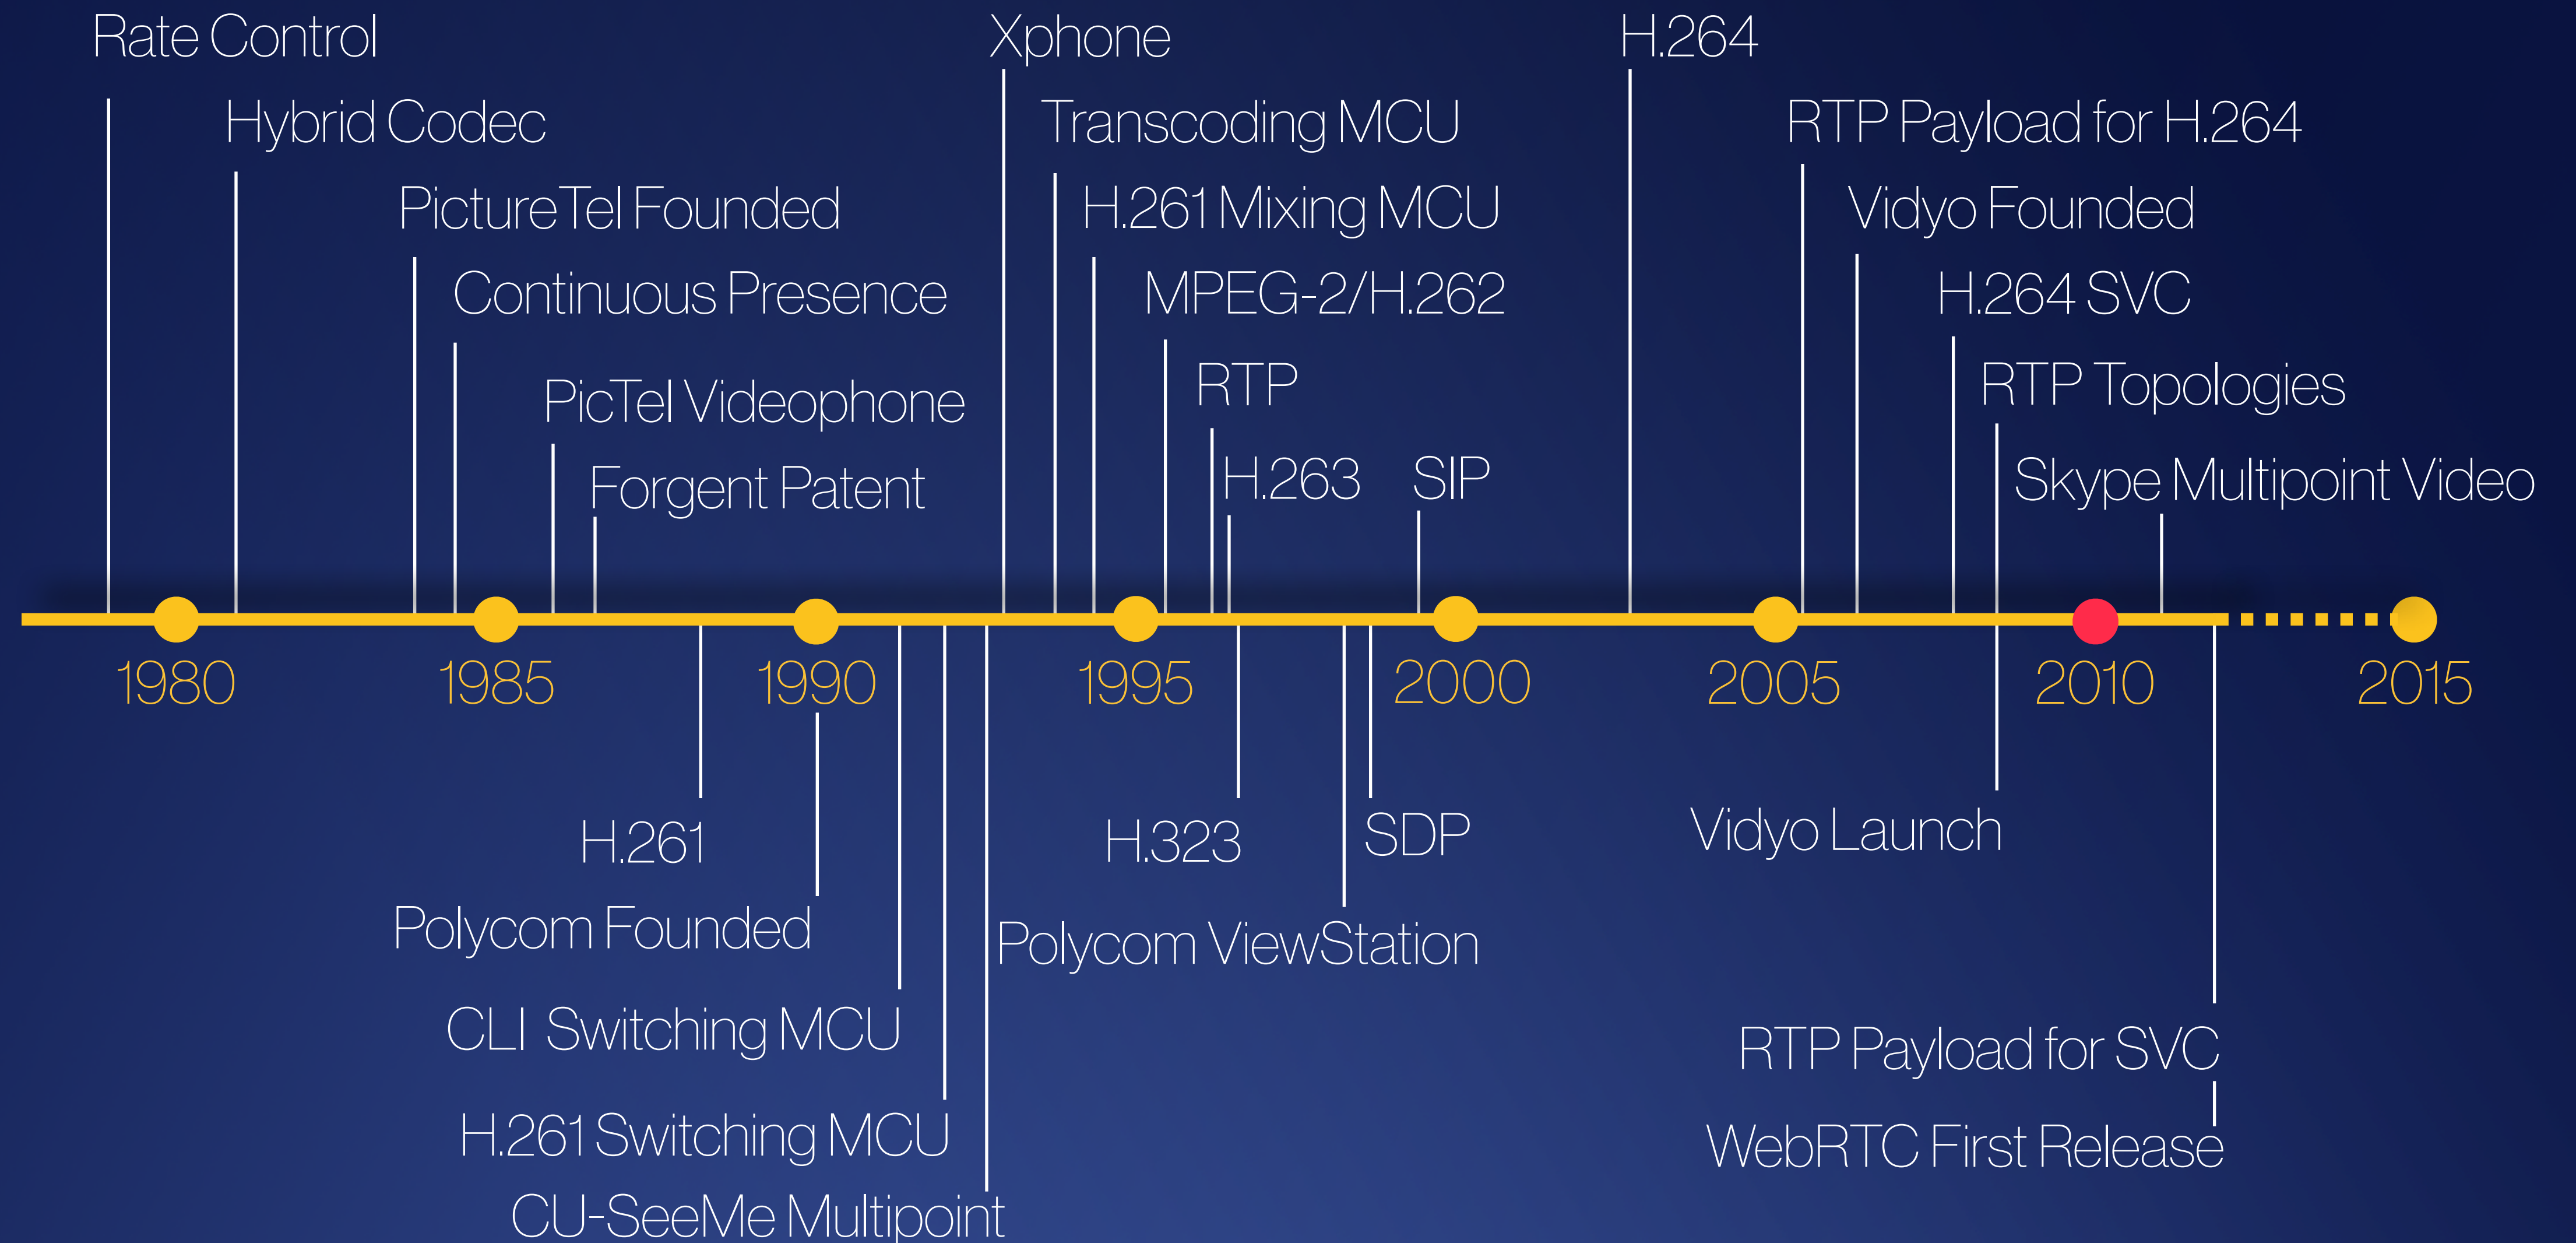 Rate Control
Xphone
H.264
Hybrid Codec
Transcoding MCU
RTP Payload for H.264
PictureTel Founded
H.261 Mixing MCU
Vidyo Founded
Continuous Presence
MPEG-2/H.262
H.264 SVC
RTP
RTP Topologies
PicTel Videophone
H.263
SIP
Skype Multipoint Video
Forgent Patent
1980
1985
1990
1995
2000
2005
2010
2015
H.261
H.323
SDP
Vidyo Launch
Polycom Founded
Polycom ViewStation
CLI Switching MCU
RTP Payload for SVC
H.261 Switching MCU
WebRTC First Release
CU-SeeMe Multipoint